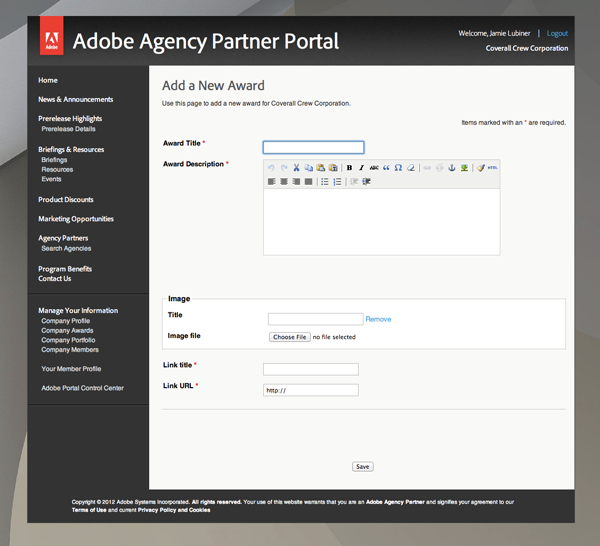 Adobe
Adobe Agency Partner Portal
Welcome, Jamie Lubiner | Logout
Coverall Crew Corporation
Home
News & Announcements
Prerelease Highlights
Prerelease Details
Briefings & Resources
Briefings
Resources
Events
Product Discounts
Marketing Opportunities
Agency Partners
Search Agencies
Program Benefits
Contact Us
Manage Your Information
Company Profile
Company Awards
Company Portfolio
Company Members
Your Member Profile
Adobe Portal Control Center
Add a New Award
Use this page to add a new award for Coverall Crew Corporation.
Items marked with an * are required.
Award Title *
Award Description *
B I ABC Ω HTML
Image
Title Remove
Image file Choose File no file selected
Link title *
Link URL * http://
Save
Copyright © 2012 Adobe Systems Incorporated. All rights reserved. Your use of this website warrants that you are an Adobe Agency Partner and signifies your agreement to our
Terms of Use and current Privacy Policy and Cookies